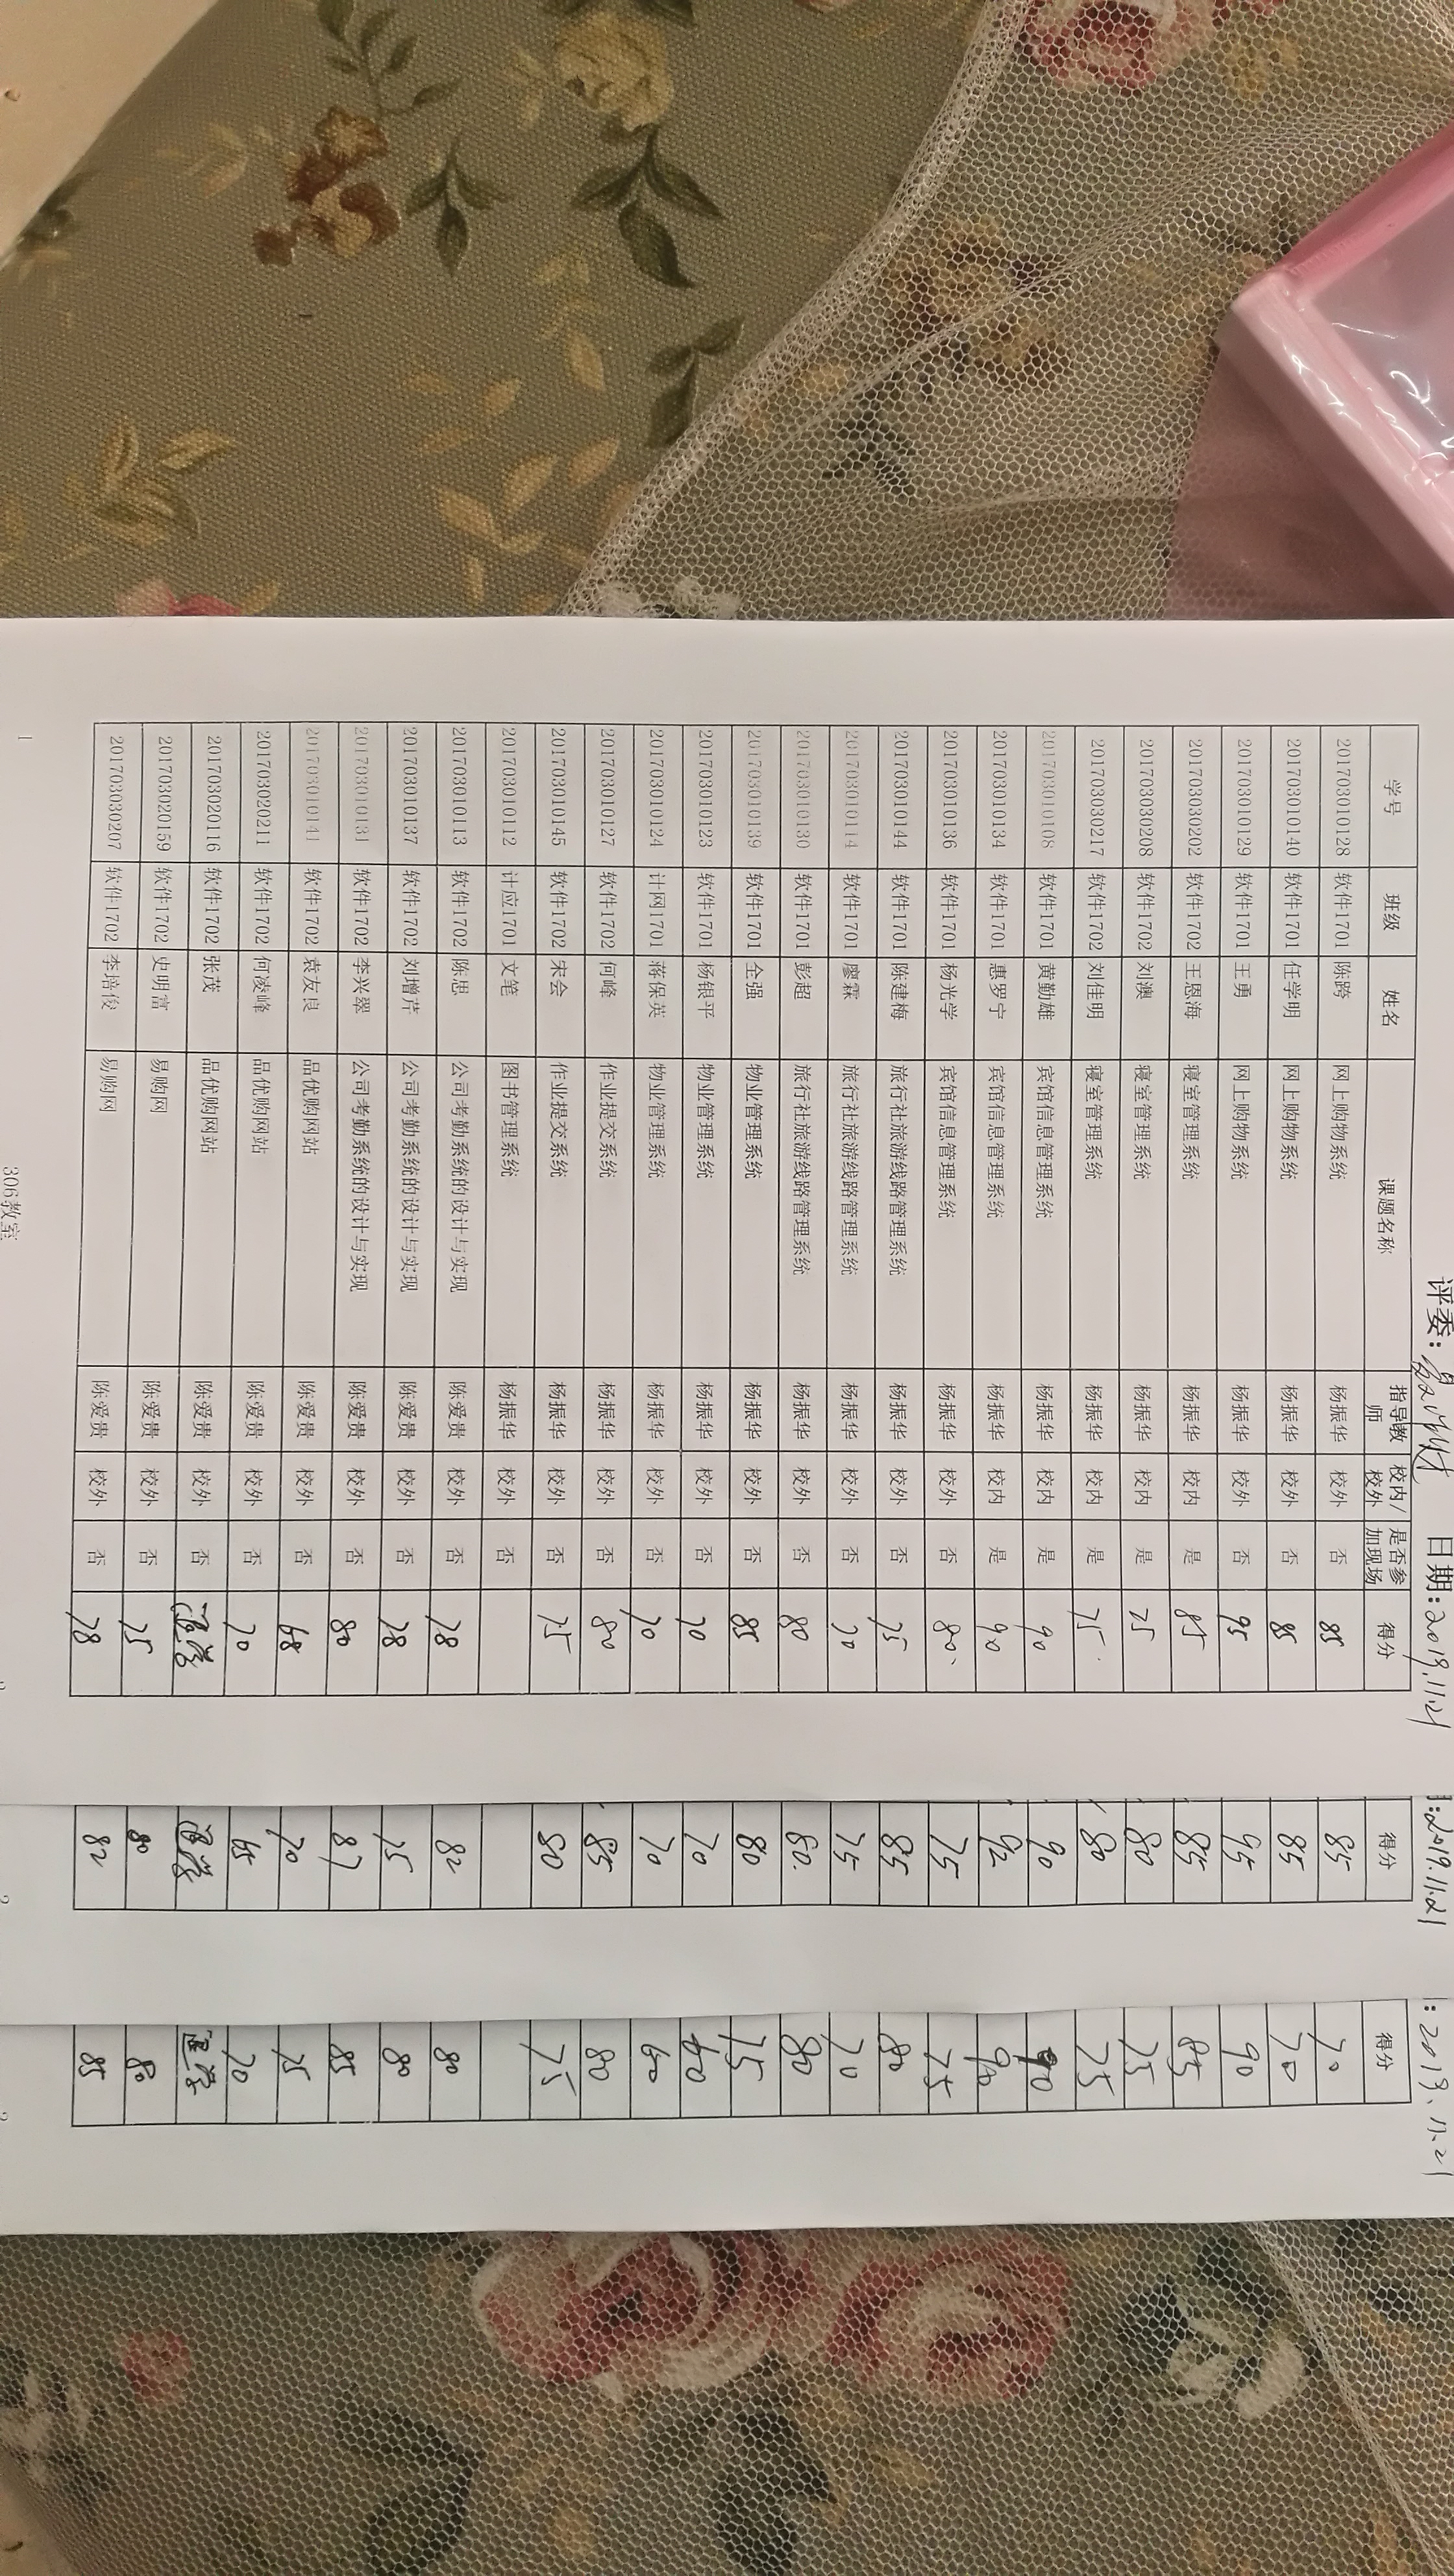 评委： 日期:2019.11.21 :2019.11.21 :2019、11.21
学号 班级 姓名 课题名称 指导教师 校内/校外 是否参加现场 得分 得分 得分
201703010128 软件1701 陈跨 网上购物系统 杨振华 校外 否 85 85 70
201703010140 软件1701 任学明 网上购物系统 杨振华 校外 否 85 85 70
201703010129 软件1701 王勇 网上购物系统 杨振华 校外 否 95 95 90
201703030202 软件1702 王恩海 寝室管理系统 杨振华 校内 是 85 85 85
201703030208 软件1702 刘澳 寝室管理系统 杨振华 校内 是 75 80 75
201703030217 软件1702 刘佳明 寝室管理系统 杨振华 校内 是 75 80 75
201703010108 软件1701 黄勤雄 宾馆信息管理系统 杨振华 校内 是 90 90 90
201703010134 软件1701 惠罗宁 宾馆信息管理系统 杨振华 校内 是 90 92 90
201703010136 软件1701 杨光学 宾馆信息管理系统 杨振华 校外 否 80 75 75
201703010144 软件1701 陈建梅 旅行社旅游线路管理系统 杨振华 校外 否 75 85 80
201703010114 软件1701 廖霖 旅行社旅游线路管理系统 杨振华 校外 否 70 75 70
201703010130 软件1701 彭超 旅行社旅游线路管理系统 杨振华 校外 否 80 80
201703010139 软件1701 全强 物业管理系统 杨振华 校外 否 85 80 75
201703010123 软件1701 杨银平 物业管理系统 杨振华 校外 否 70 70 60
201703010124 计网1701 蒋保英 物业管理系统 杨振华 校外 否 70 70 60
201703010127 软件1702 何峰 作业提交系统 杨振华 校外 否 80 85 80
201703010145 软件1702 宋会 作业提交系统 杨振华 校外 否 75 80 75
201703010112 计应1701 文笔 图书管理系统 杨振华 校外 否
201703010113 软件1702 陈思 公司考勤系统的设计与实现 陈爱贵 校外 否 78 82 80
201703010137 软件1702 刘增芹 公司考勤系统的设计与实现 陈爱贵 校外 否 78 75 80
201703010131 软件1702 李兴翠 公司考勤系统的设计与实现 陈爱贵 校外 否 80 87 85
201703010141 软件1702 袁友良 品优购网站 陈爱贵 校外 否 68 70 75
201703020211 软件1702 何凌峰 品优购网站 陈爱贵 校外 否 70 65 70
201703020116 软件1702 张茂 品优购网站 陈爱贵 校外 否
201703020159 软件1702 史明富 易购网 陈爱贵 校外 否 75 80 80
201703030207 软件1702 李培俊 易购网 陈爱贵 校外 否 78 82 85
1
306教室